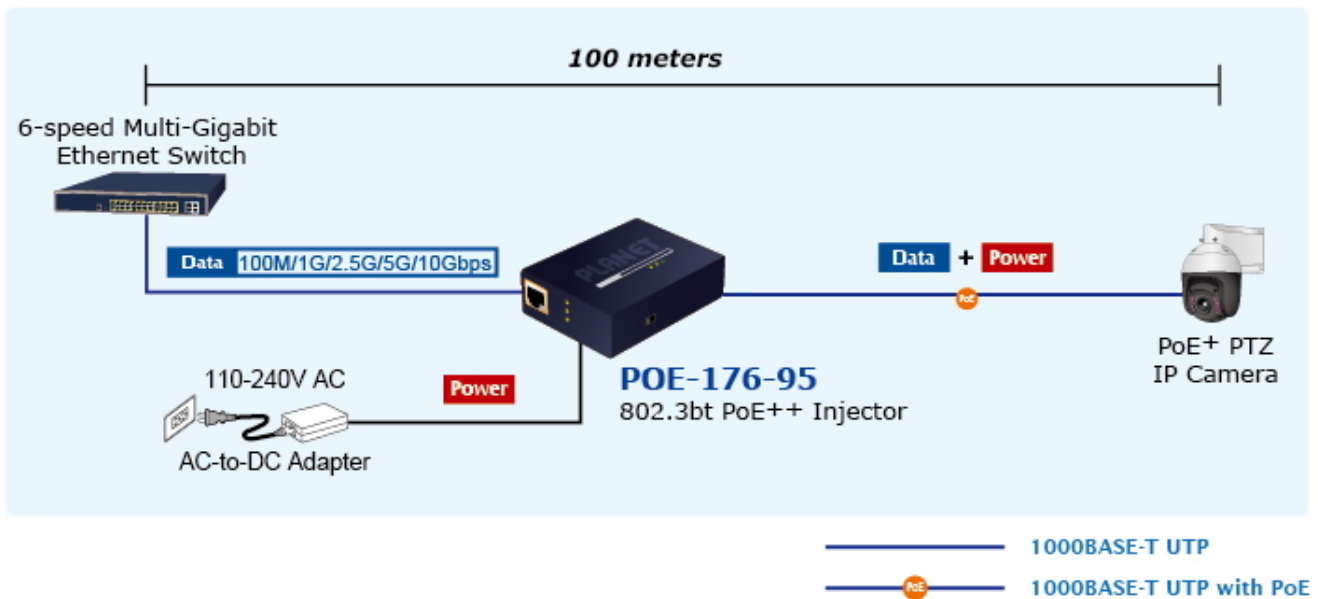 100 meters
6-speed Multi-Gigabit
Ethernet Switch
Data 100M/1G/2.5G/5G/10Gbps
PLANET
Data + Power
PoE
PoE+ PTZ
IP Camera
110-240V AC
Power
POE-176-95
802.3bt PoE++ Injector
AC-to-DC Adapter
1000BASE-T UTP
PoE
1000BASE-T UTP with PoE